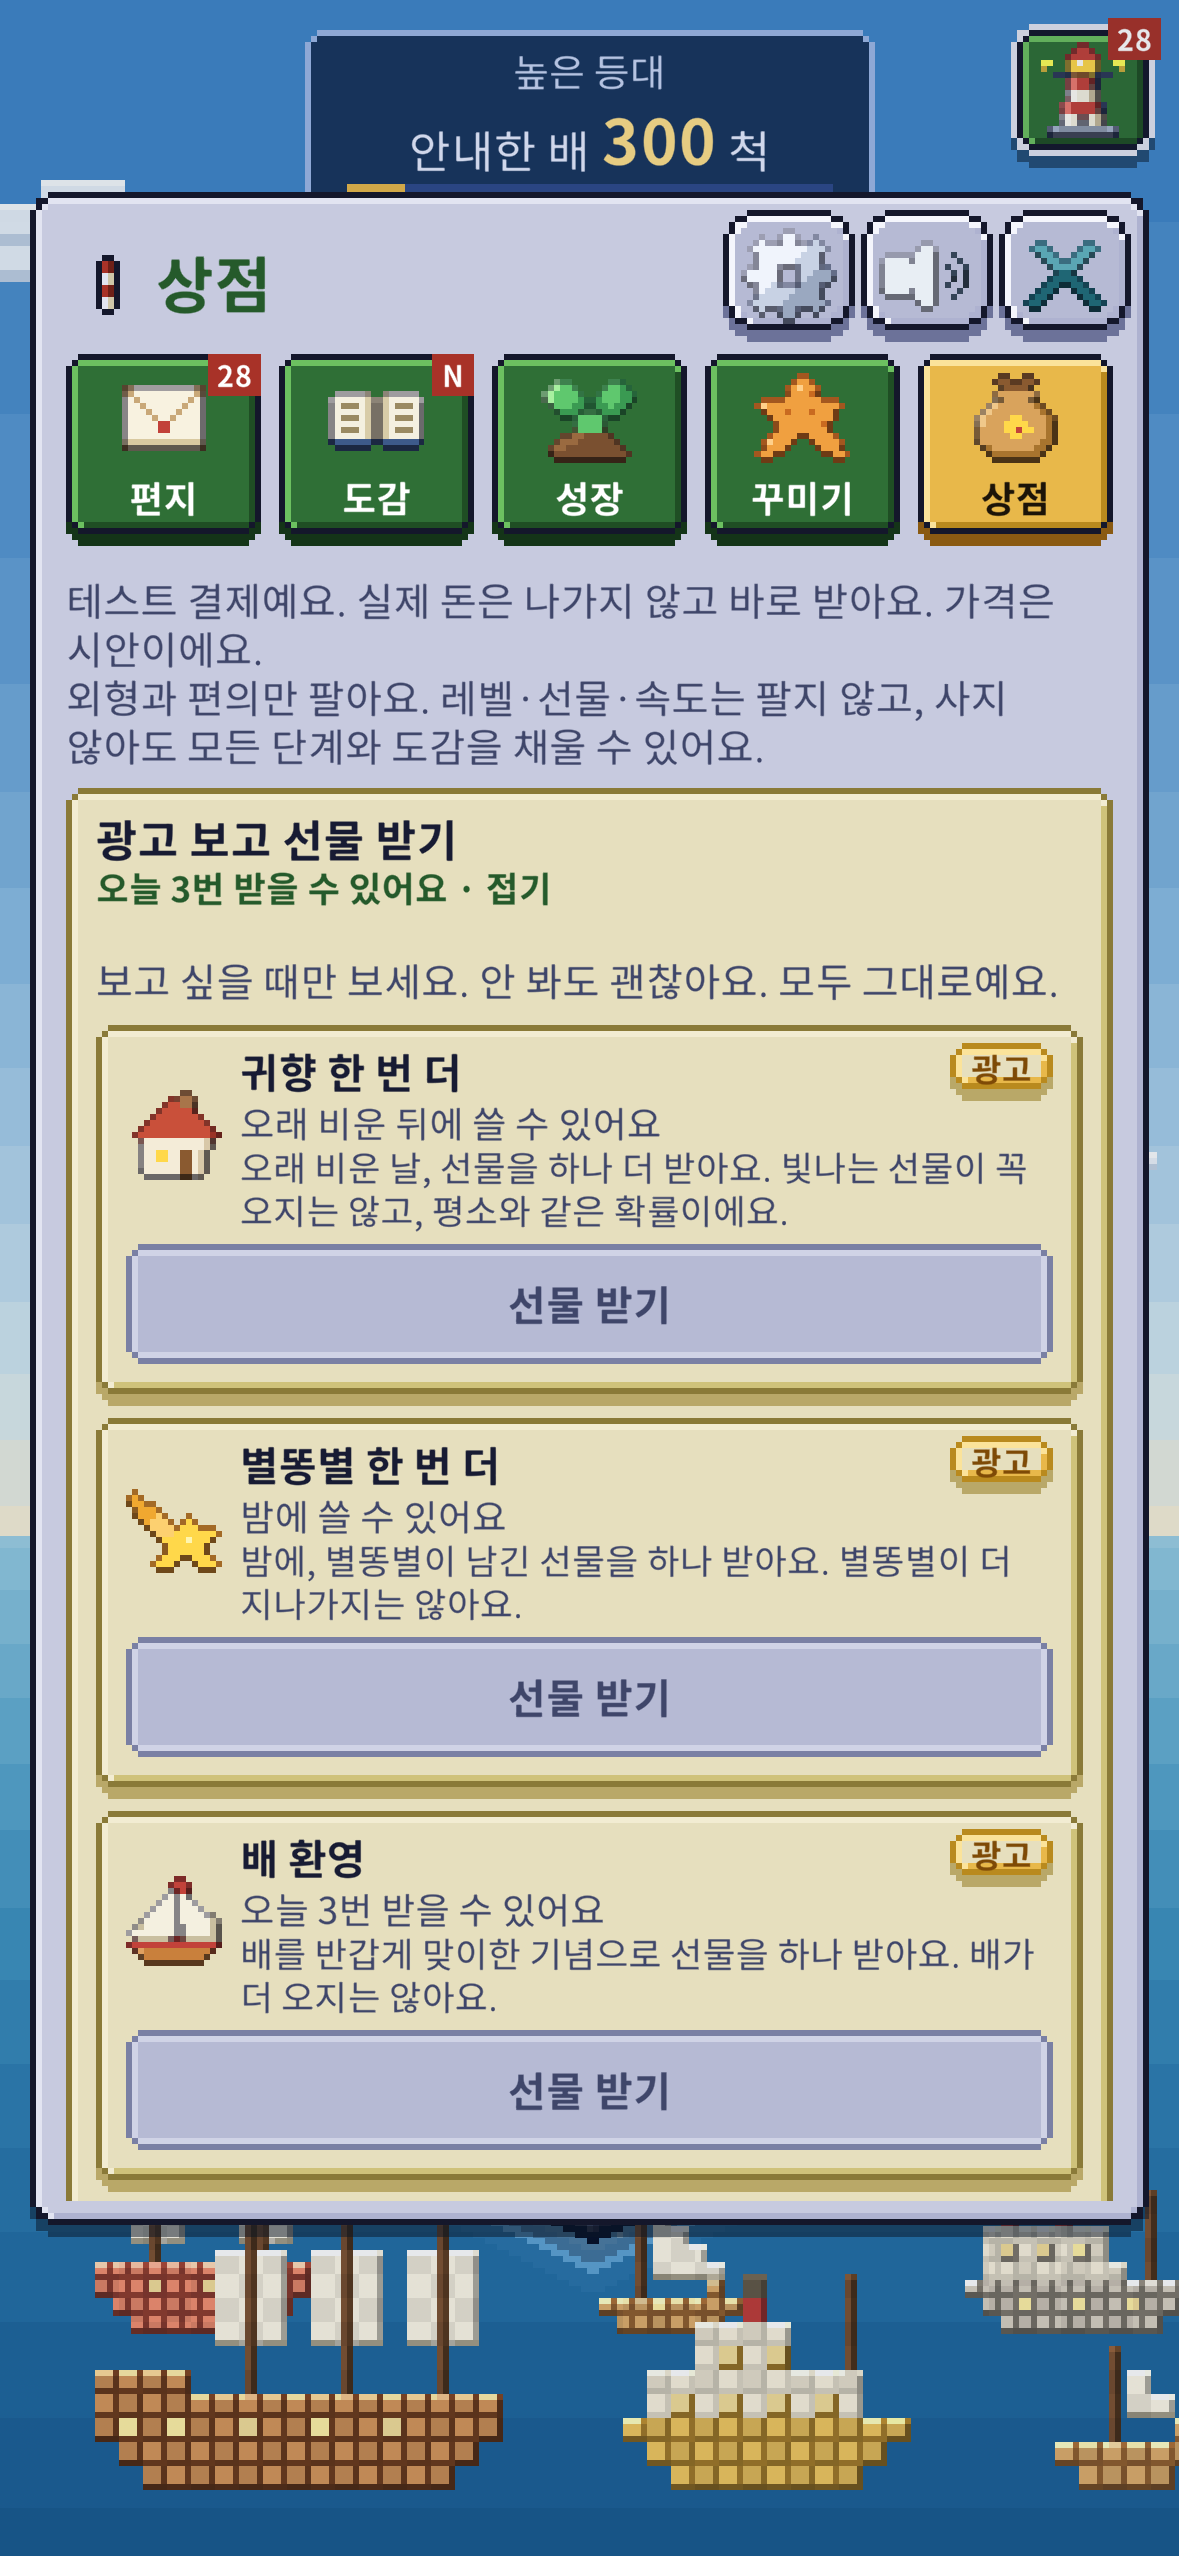 높은 등대
28
안내한 배 300 척
상점
28
N
편지
도감
성장
꾸미기
상점
테스트 결제예요. 실제 돈은 나가지 않고 바로 받아요. 가격은
시안이에요.
외형과 편의만 팔아요. 레벨·선물·속도는 팔지 않고, 사지
않아도 모든 단계와 도감을 채울 수 있어요.
광고 보고 선물 받기
오늘 3번 받을 수 있어요 · 접기
보고 싶을 때만 보세요. 안 봐도 괜찮아요. 모두 그대로예요.
귀향 한 번 더
광고
오래 비운 뒤에 쓸 수 있어요
오래 비운 날, 선물을 하나 더 받아요. 빛나는 선물이 꼭
오지는 않고, 평소와 같은 확률이에요.
선물 받기
별똥별 한 번 더
광고
밤에 쓸 수 있어요
밤에, 별똥별이 남긴 선물을 하나 받아요. 별똥별이 더
지나가지는 않아요.
선물 받기
배 환영
광고
오늘 3번 받을 수 있어요
배를 반갑게 맞이한 기념으로 선물을 하나 받아요. 배가
더 오지는 않아요.
선물 받기